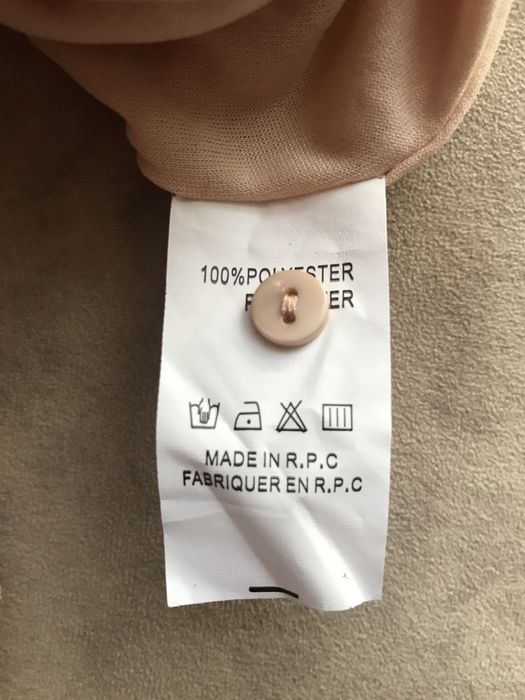 100%POLYESTER
MADE IN R.P.C
FABRIQUER EN R.P.C